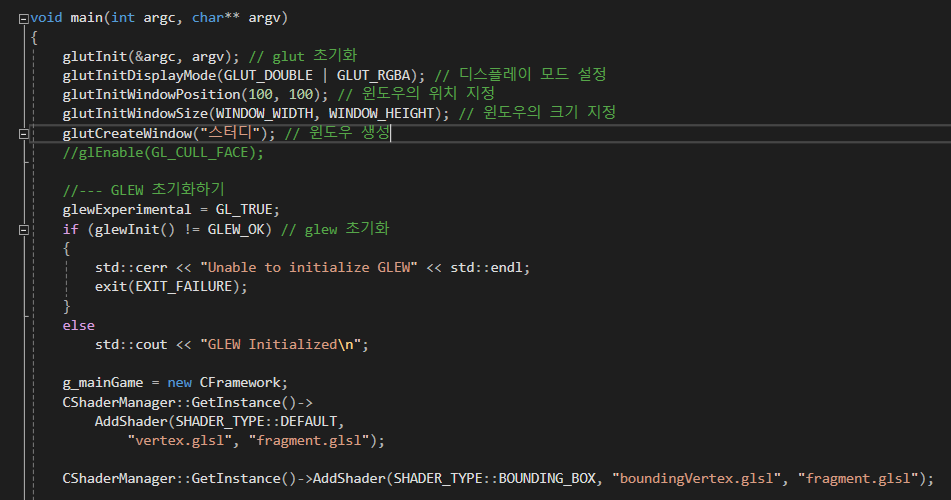 void main(int argc, char** argv)
{
glutInit(&argc, argv); // glut 초기화
glutInitDisplayMode(GLUT_DOUBLE | GLUT_RGBA); // 디스플레이 모드 설정
glutInitWindowPosition(100, 100); // 윈도우의 위치 지정
glutInitWindowSize(WINDOW_WIDTH, WINDOW_HEIGHT); // 윈도우의 크기 지정
glutCreateWindow("스터디"); // 윈도우 생성
//glEnable(GL_CULL_FACE);
//--- GLEW 초기화하기
glewExperimental = GL_TRUE;
if (glewInit() != GLEW_OK) // glew 초기화
{
std::cerr << "Unable to initialize GLEW" << std::endl;
exit(EXIT_FAILURE);
}
else
std::cout << "GLEW Initialized\n";
g_mainGame = new CFramework;
CShaderManager::GetInstance()->
AddShader(SHADER_TYPE::DEFAULT,
"vertex.glsl", "fragment.glsl");
CShaderManager::GetInstance()->AddShader(SHADER_TYPE::BOUNDING_BOX, "boundingVertex.glsl", "fragment.glsl");